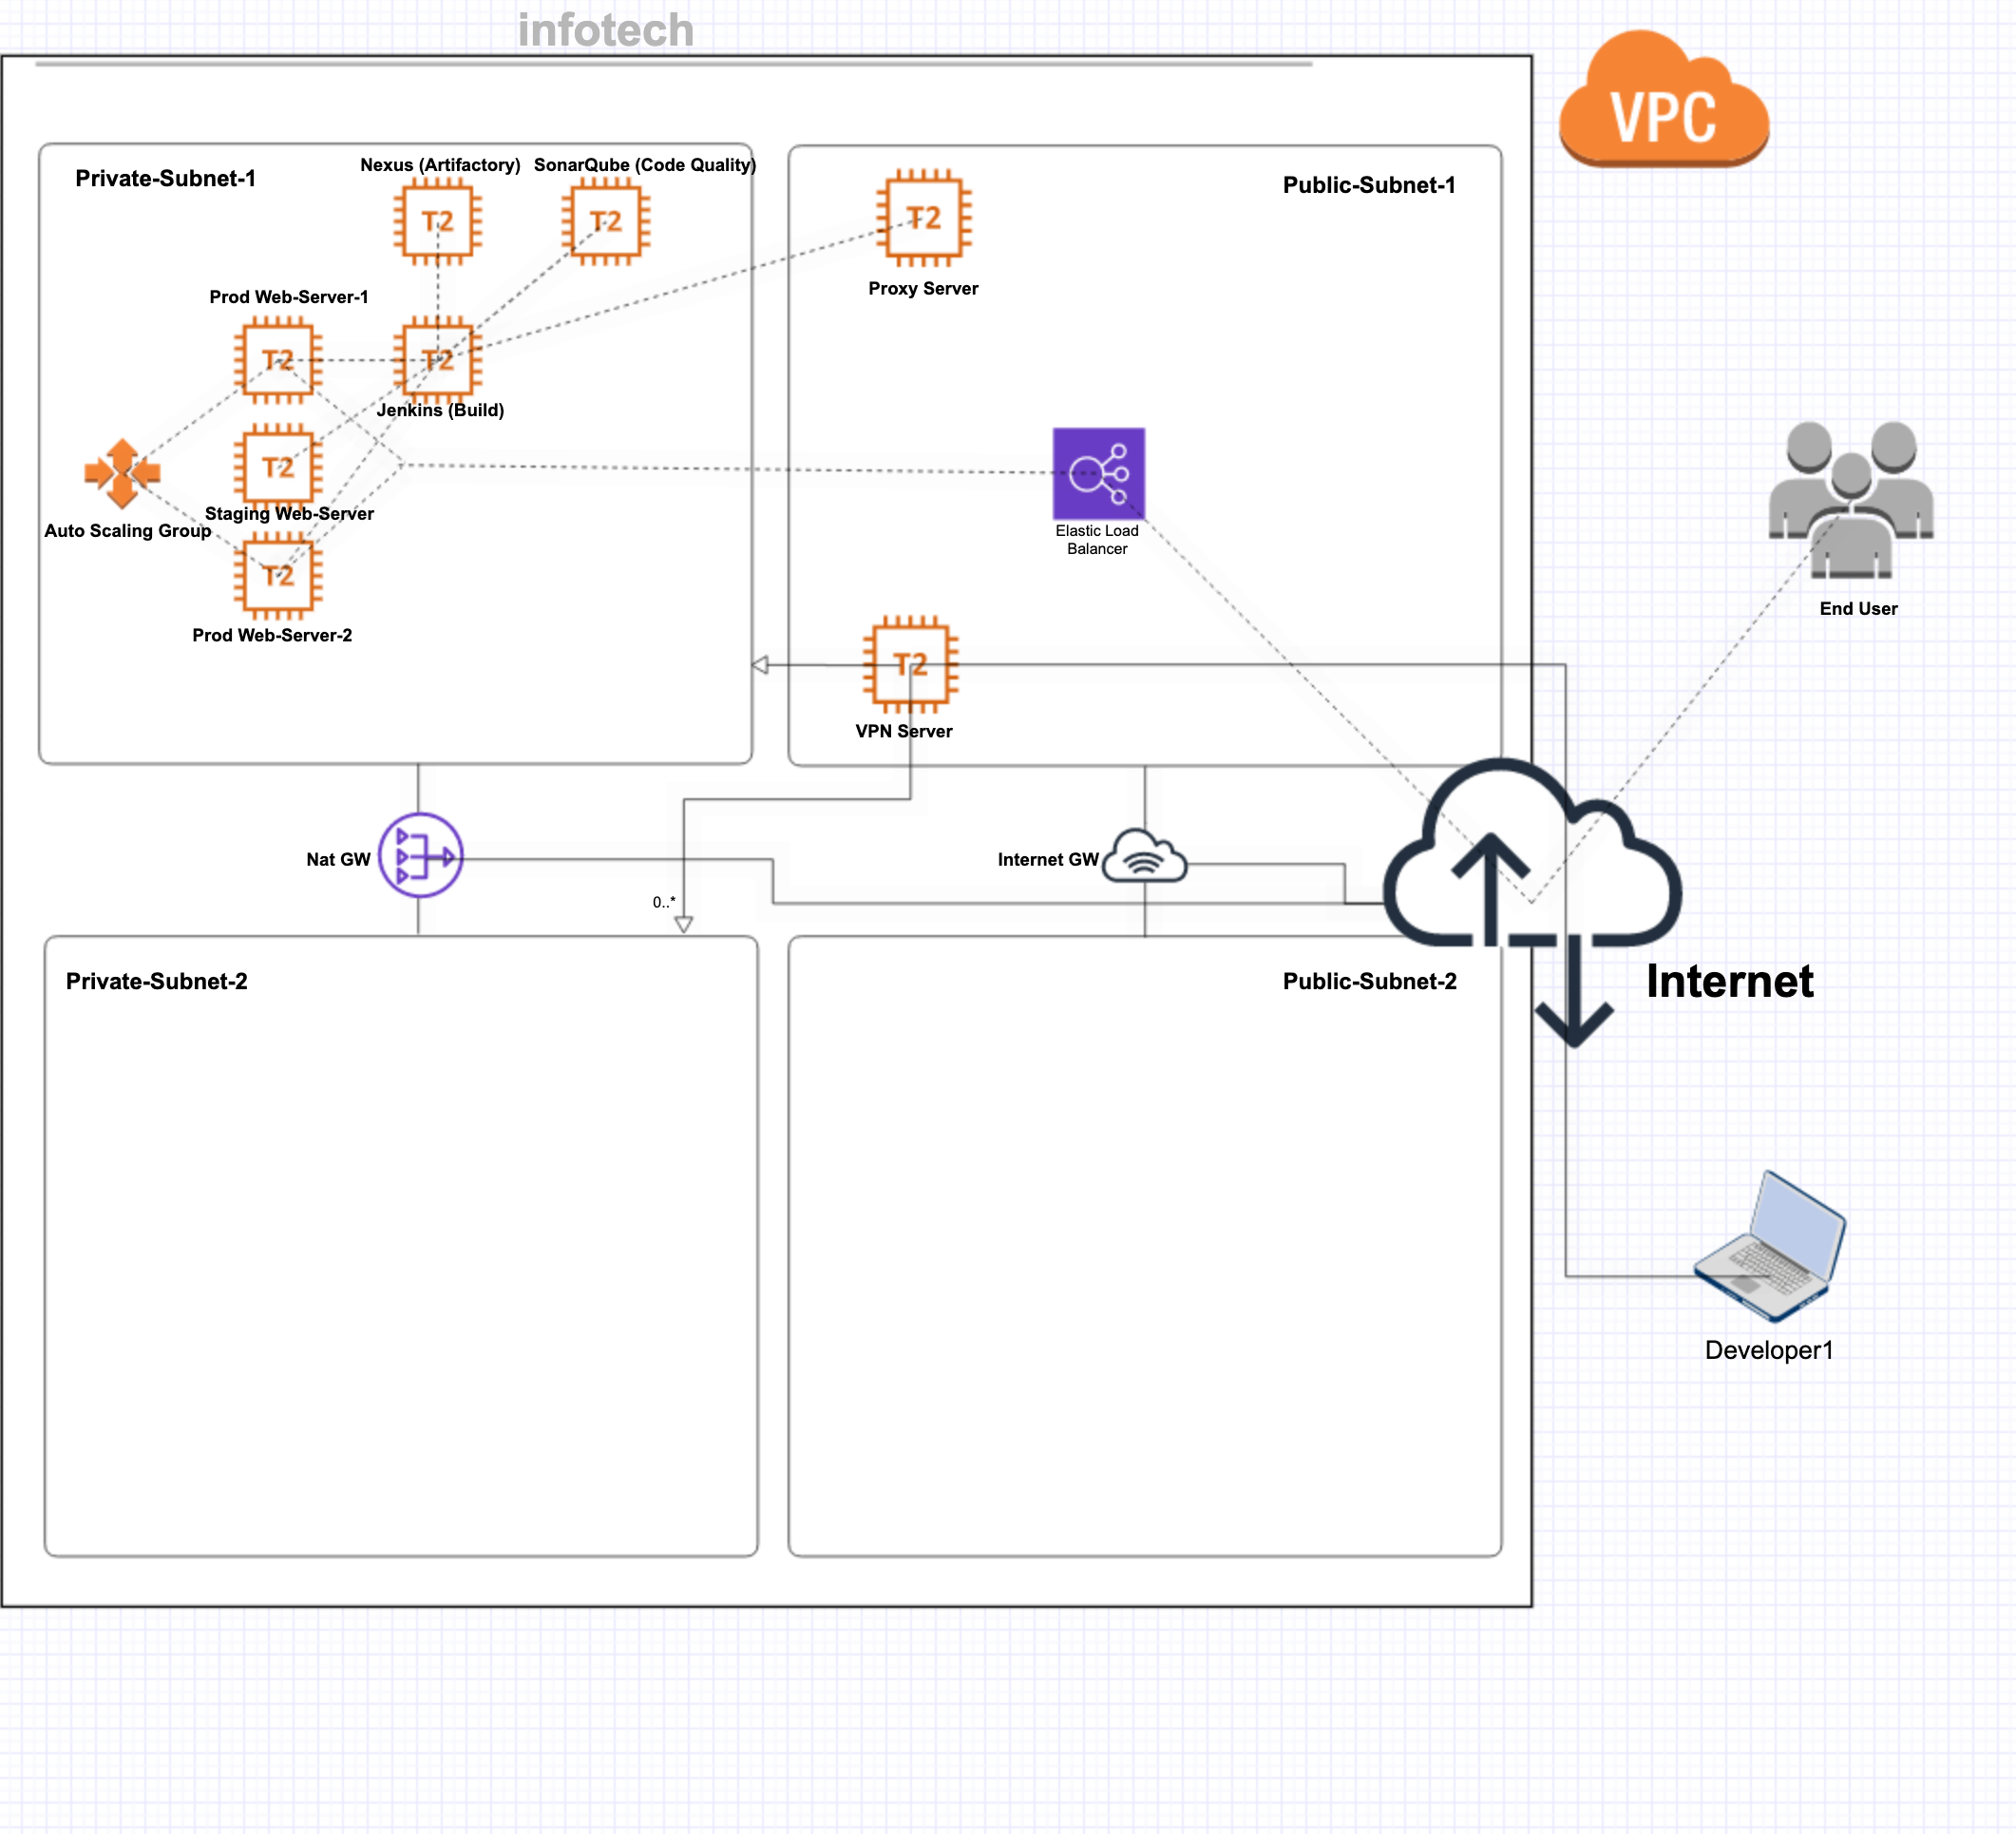 infotech
VPC
Private-Subnet-1
Nexus (Artifactory)
SonarQube (Code Quality)
T2
T2
Prod Web-Server-1
T2
T2
Jenkins (Build)
T2
Staging Web-Server
Auto Scaling Group
T2
Prod Web-Server-2
Public-Subnet-1
T2
Proxy Server
Elastic Load
Balancer
T2
VPN Server
End User
Nat GW
0..*
Internet GW
Internet
Private-Subnet-2
Public-Subnet-2
Developer1